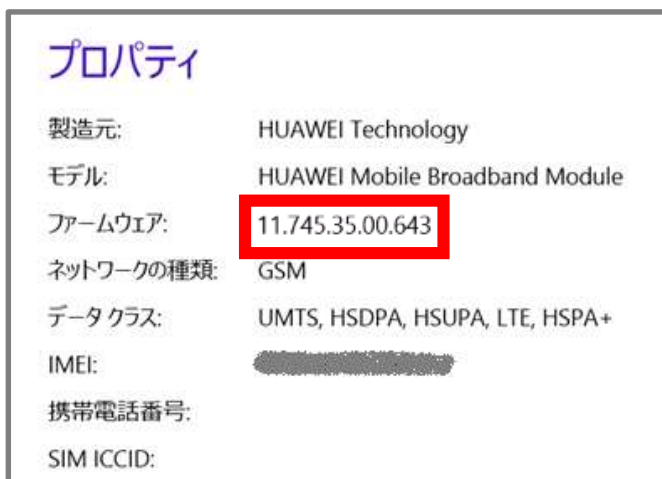 プロパティ
製造元: HUAWEI Technology
モデル: HUAWEI Mobile Broadband Module
ファームウェア: 11.745.35.00.643
ネットワークの種類: GSM
データ クラス: UMTS, HSDPA, HSUPA, LTE, HSPA+
IMEI:
携帯電話番号:
SIM ICCID: